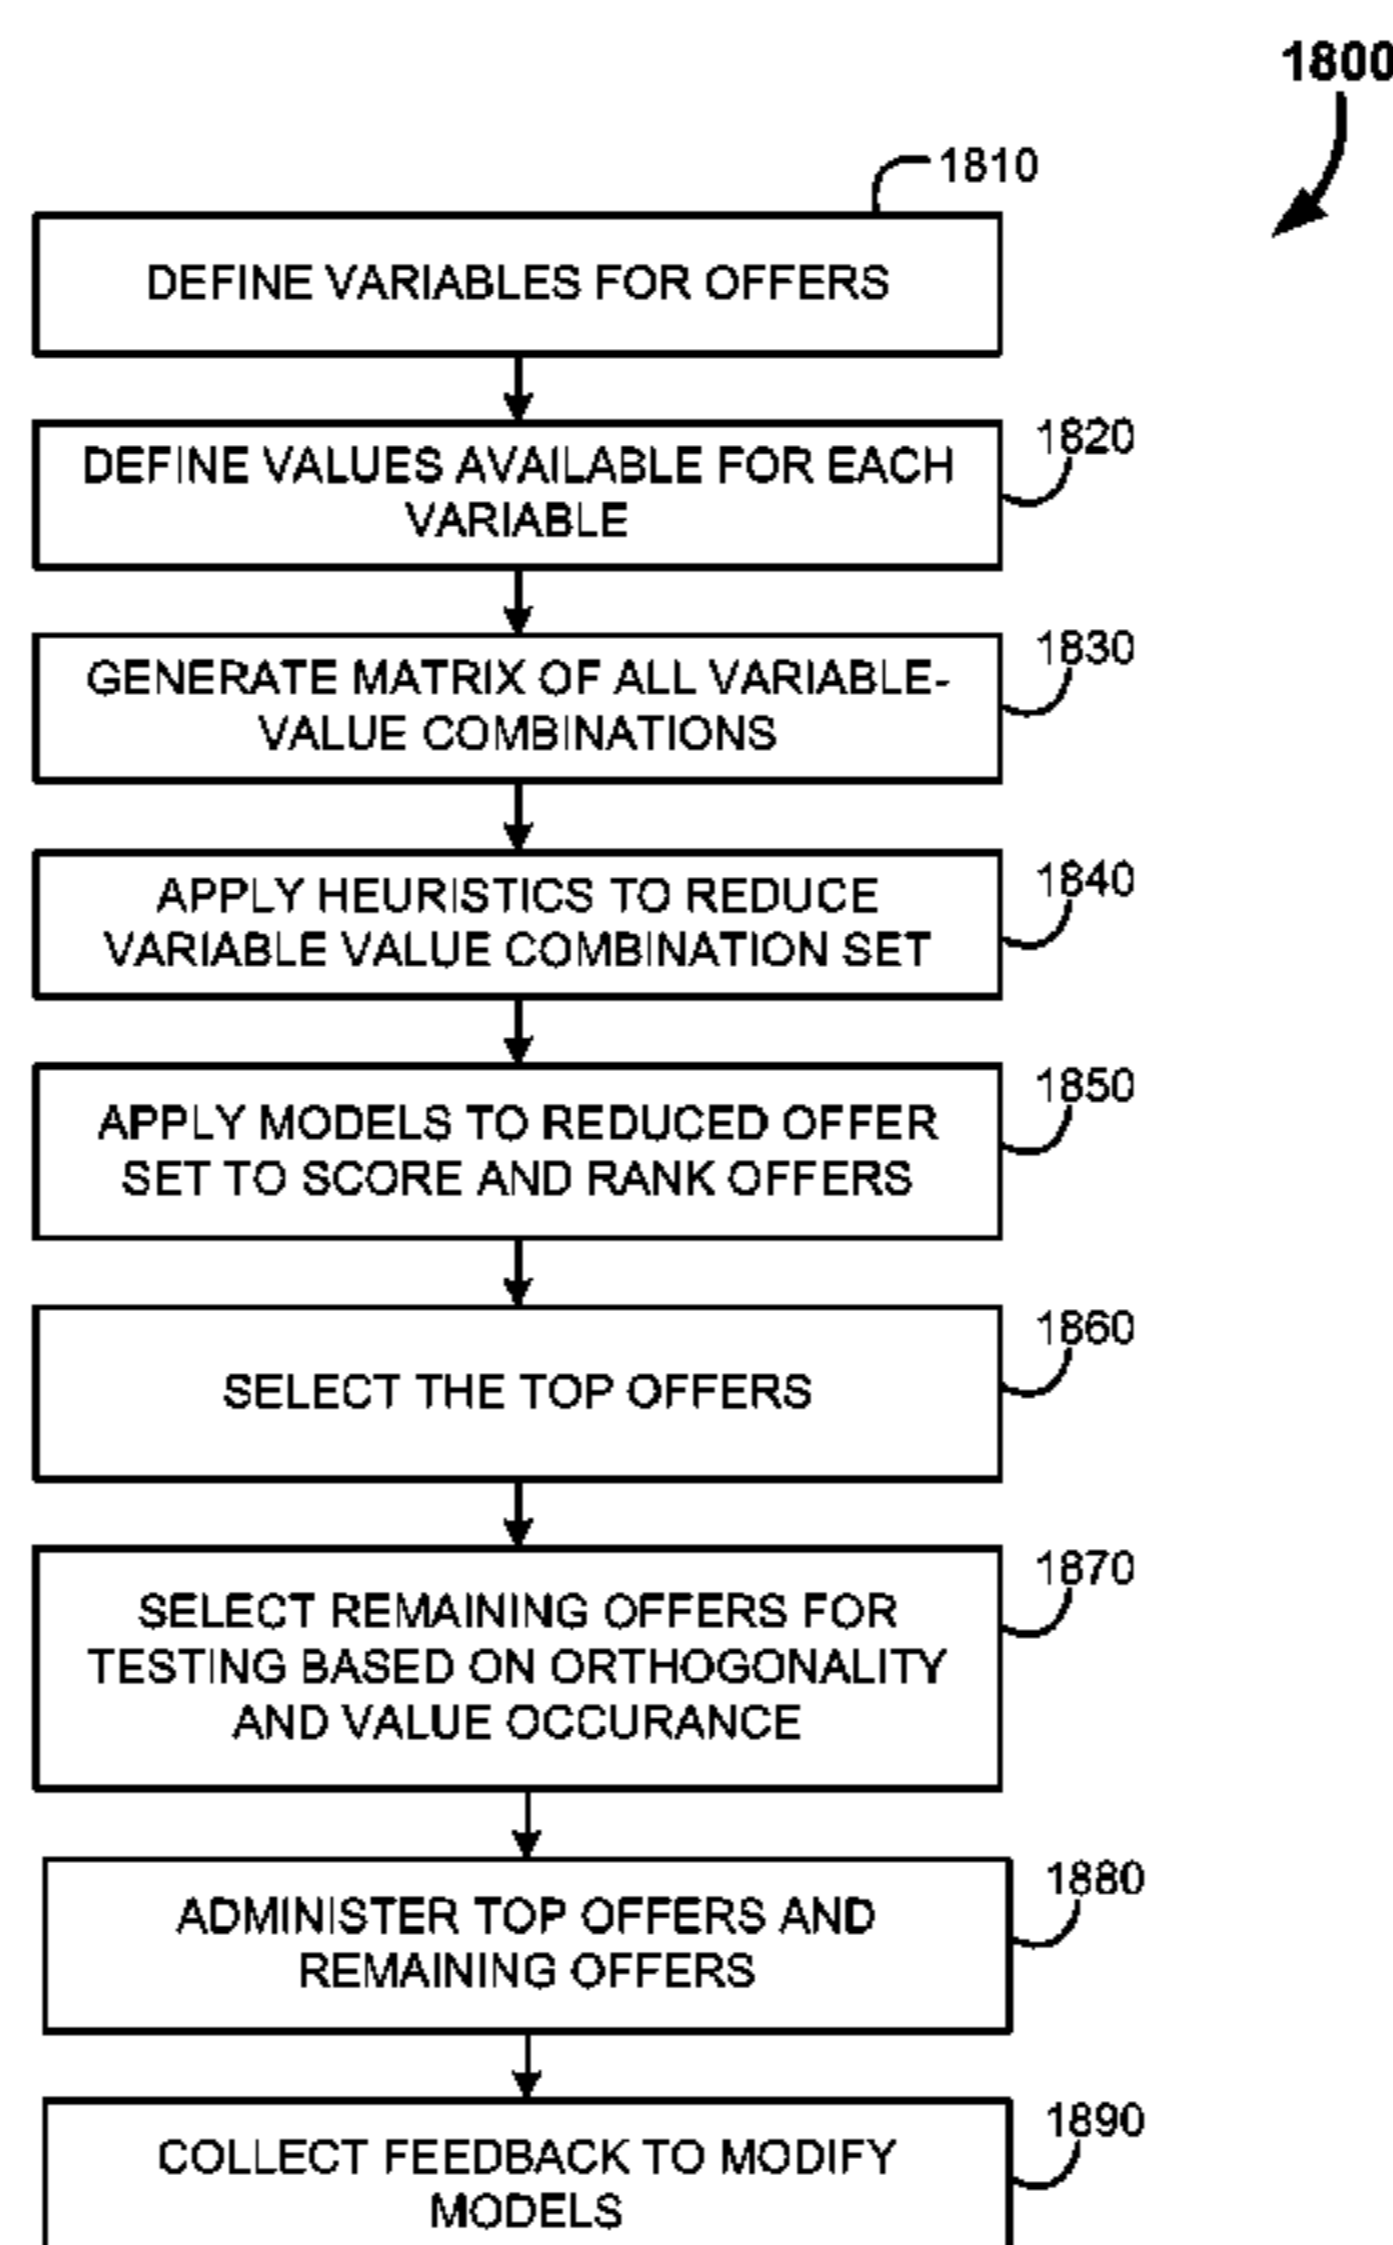 1800
1810
DEFINE VARIABLES FOR OFFERS
1820
DEFINE VALUES AVAILABLE FOR EACH
VARIABLE
1830
GENERATE MATRIX OF ALL VARIABLE-
VALUE COMBINATIONS
1840
APPLY HEURISTICS TO REDUCE
VARIABLE VALUE COMBINATION SET
1850
APPLY MODELS TO REDUCED OFFER
SET TO SCORE AND RANK OFFERS
1860
SELECT THE TOP OFFERS
1870
SELECT REMAINING OFFERS FOR
TESTING BASED ON ORTHOGONALITY
AND VALUE OCCURANCE
1880
ADMINISTER TOP OFFERS AND
REMAINING OFFERS
1890
COLLECT FEEDBACK TO MODIFY
MODELS